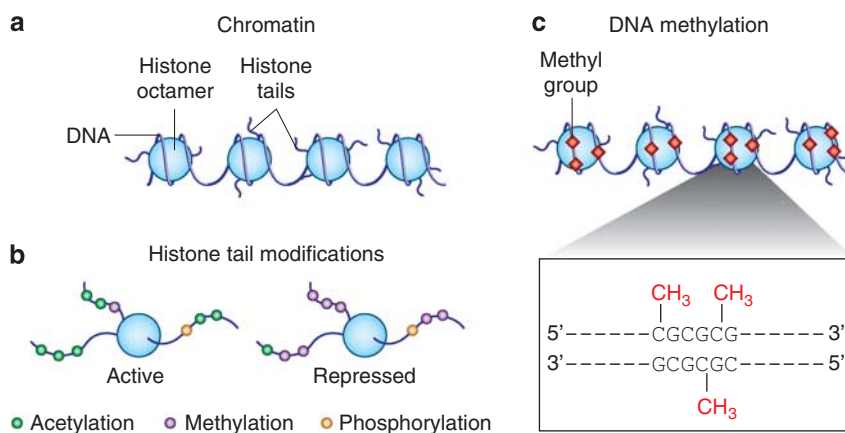 a
Chromatin
Histone
octamer
Histone
tails
DNA
b
Histone tail modifications
Active
Repressed
Acetylation
Methylation
Phosphorylation
c
DNA methylation
Methyl
group
CH₃ CH₃
5’ – – – – – – CGCGCG – – – – – – 3’
3’ – – – – – – GCGCGC – – – – – – 5’
CH₃